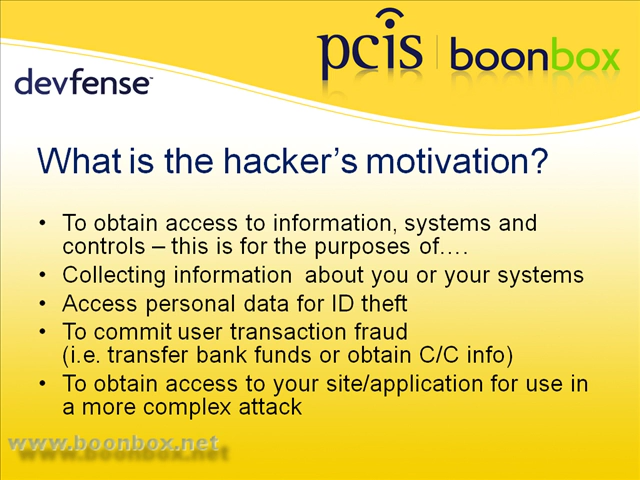 pcis | boonbox
devfense™
What is the hacker’s motivation?
• To obtain access to information, systems and
controls – this is for the purposes of….
• Collecting information about you or your systems
• Access personal data for ID theft
• To commit user transaction fraud
(i.e. transfer bank funds or obtain C/C info)
• To obtain access to your site/application for use in
a more complex attack
www.boonbox.net